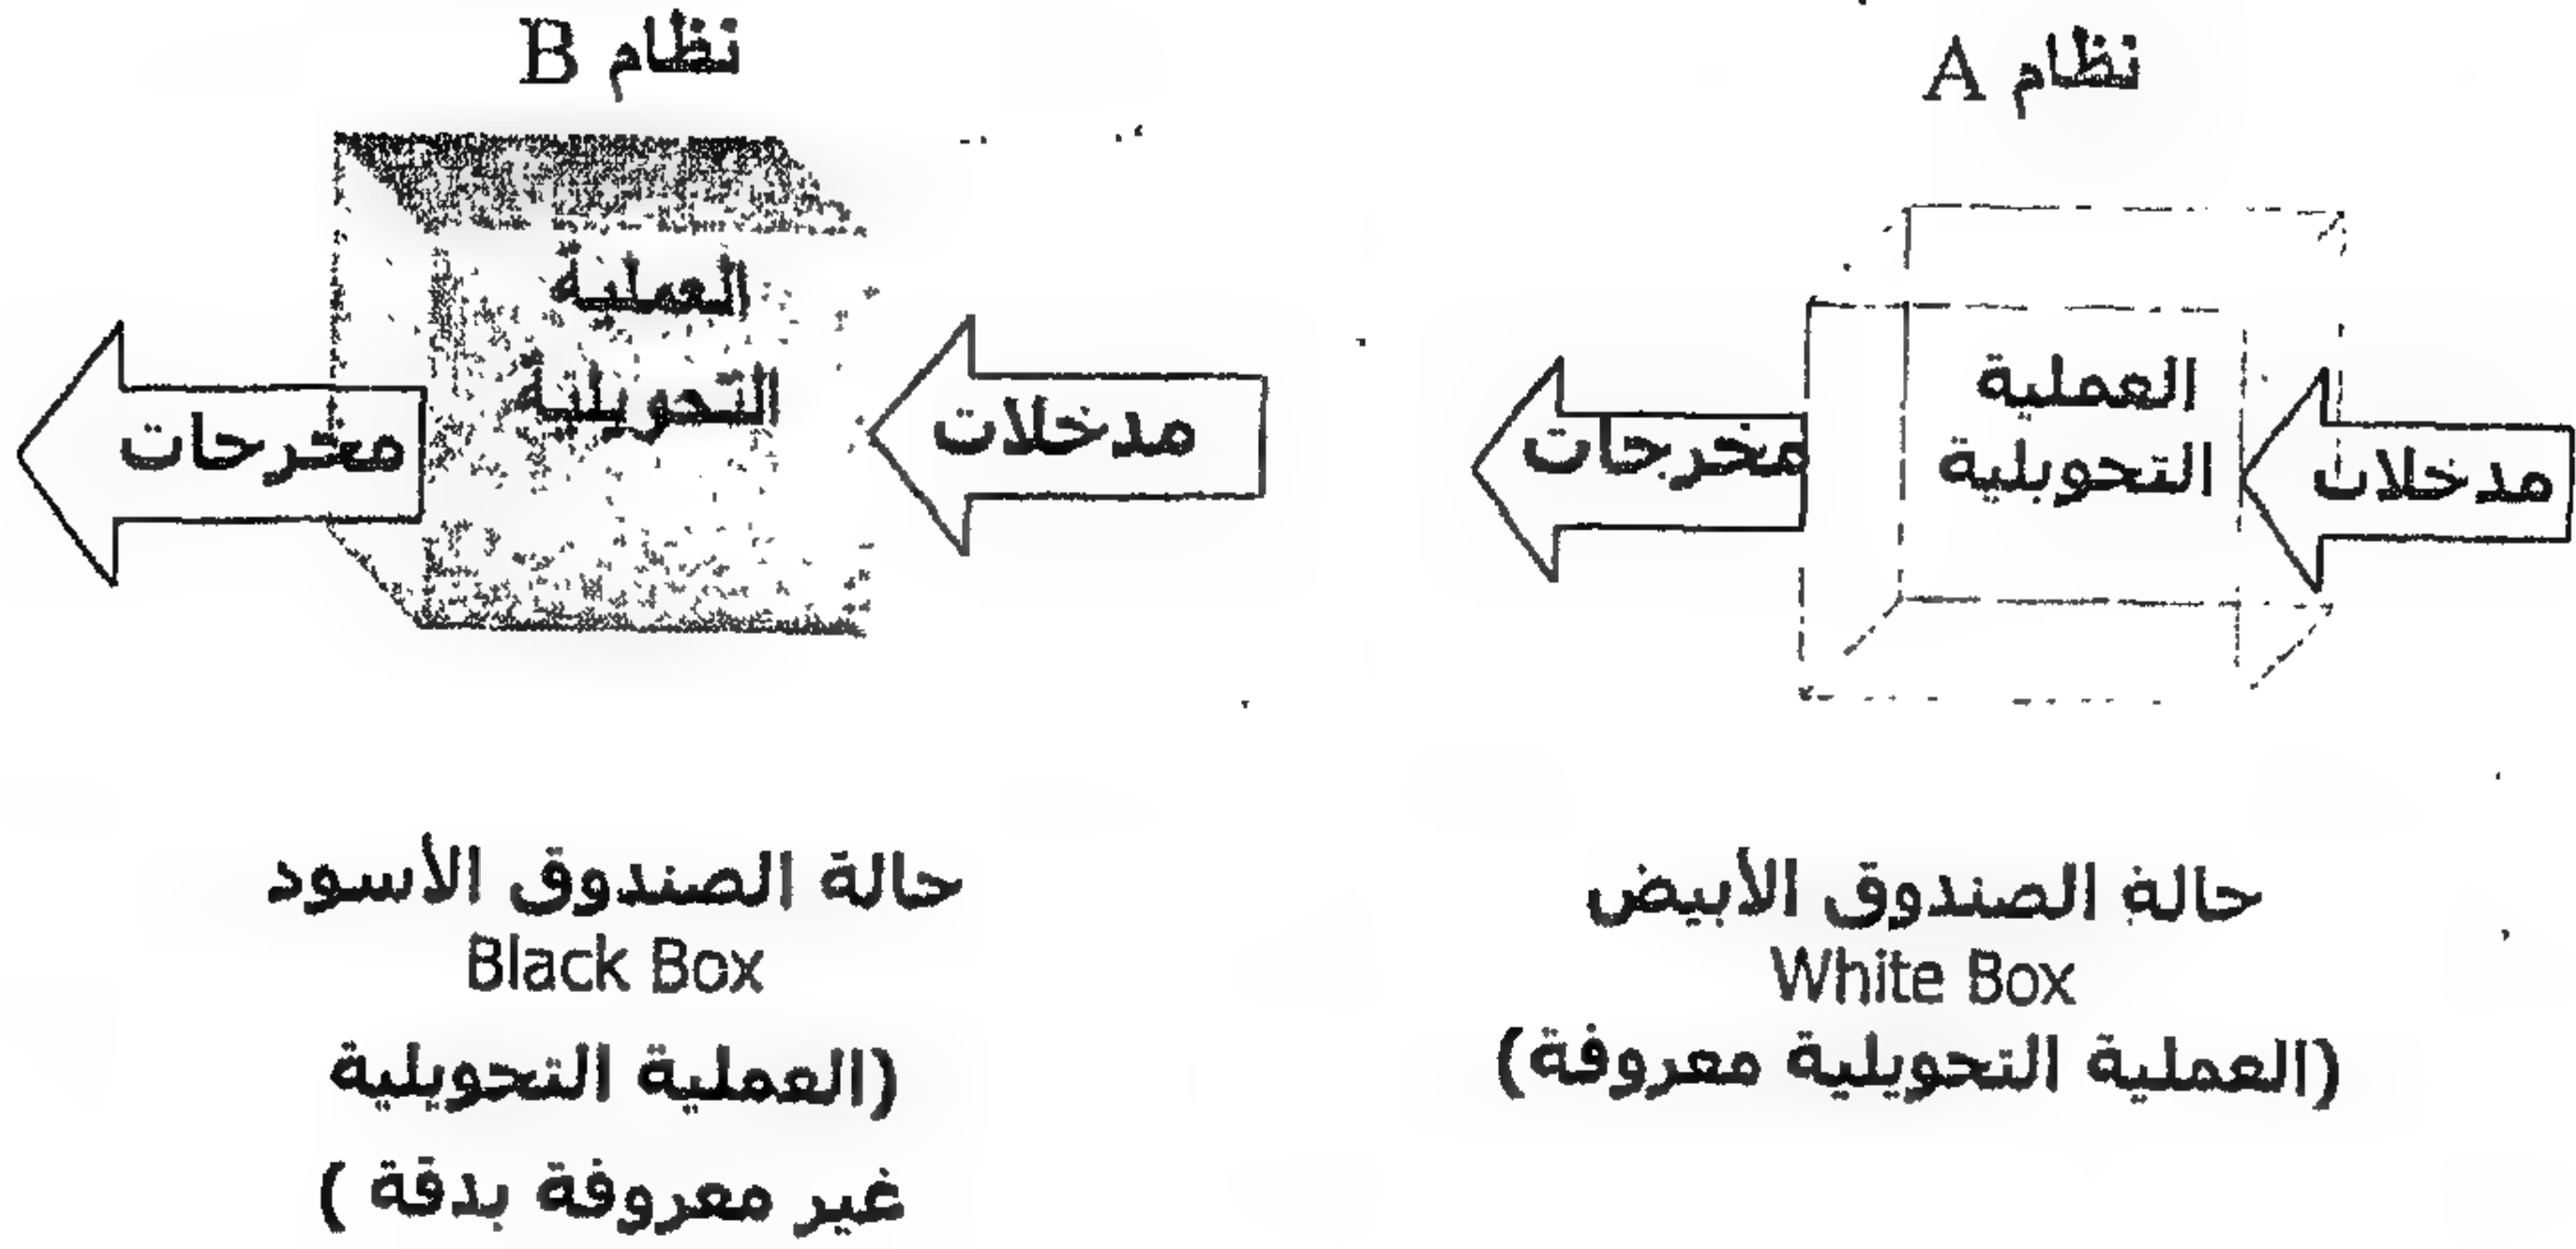 نظام A
العملية
التحويلية
مدخلات
مخرجات
حالة الصندوق الأبيض
White Box
(العملية التحويلية معروفة)
نظام B
العملية
التحويلية
مدخلات
مخرجات
حالة الصندوق الأسود
Black Box
(العملية التحويلية
غير معروفة بدقة )